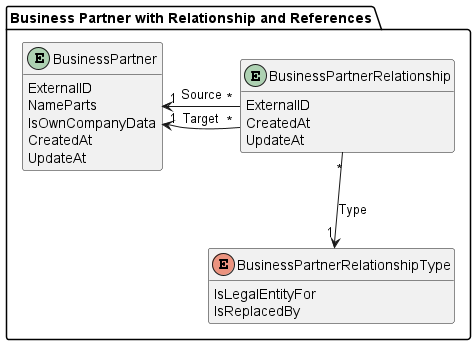 Business Partner with Relationship and References
E BusinessPartner
ExternalID
NameParts
IsOwnCompanyData
CreatedAt
UpdateAt
E BusinessPartnerRelationship
ExternalID
CreatedAt
UpdateAt
1 Source *
1 Target *
*
Type
1
E BusinessPartnerRelationshipType
IsLegalEntityFor
IsReplacedBy